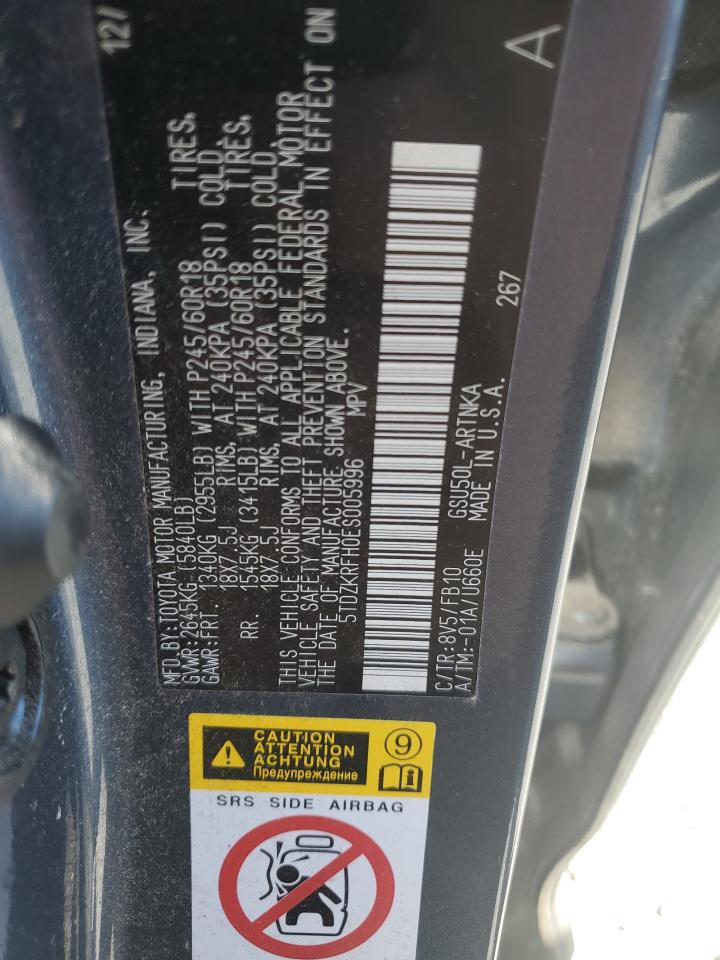 12/
MFD.BY:TOYOTA MOTOR MANUFACTURING, INDIANA, INC.
GVWR:2645KG (5840LB)
GAWR:FRT. 1340KG (2955LB) WITH P245/60R18 TIRES,
18X7.5J RIMS, AT 240KPA (35PSI) COLD
RR. 1545KG (3415LB) WITH P245/60R18 TIRES,
18X7.5J RIMS, AT 240KPA (35PSI) COLD
THIS VEHICLE CONFORMS TO ALL APPLICABLE FEDERAL MOTOR
VEHICLE SAFETY AND THEFT PREVENTION STANDARDS IN EFFECT ON
THE DATE OF MANUFACTURE SHOWN ABOVE.
5TDZKRFH0ES005996 MPV
C/TR:8V5/FB10 GSU50L-ARTNKA 267
A/TM:-01A/U660E MADE IN U.S.A.
A
CAUTION
ATTENTION
ACHTUNG
Предупреждение
9
i
SRS SIDE AIRBAG